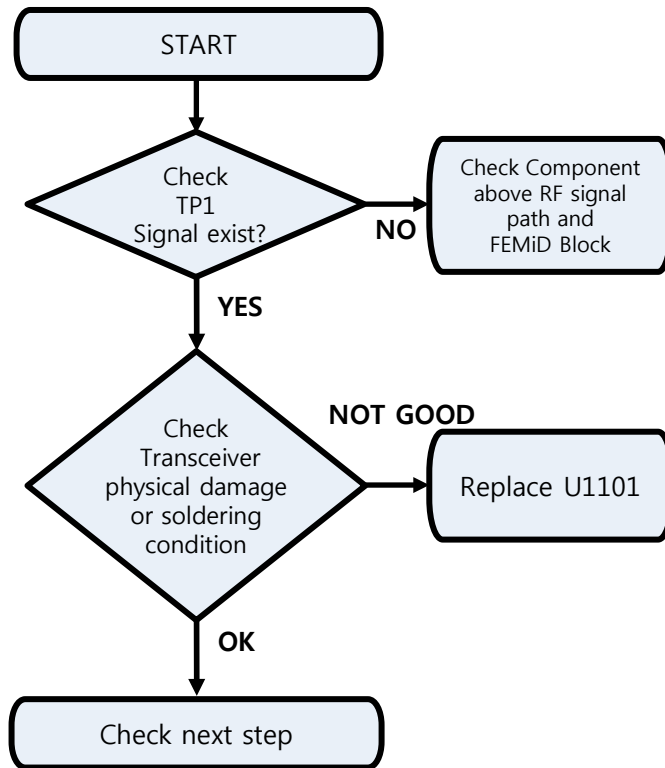 START
Check
TP1
Signal exist?
NO
Check Component
above RF signal
path and
FEMiD Block
YES
Check
Transceiver
physical damage
or soldering
condition
NOT GOOD
Replace U1101
OK
Check next step